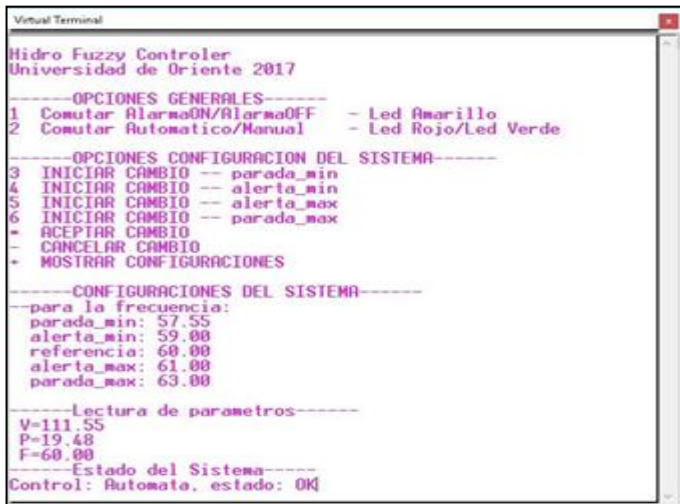 Virtual Terminal
Hidro Fuzzy Controler
Universidad de Oriente 2017
------OPCIONES GENERALES------
1 Comutar AlarmaON/AlarmaOFF - Led Amarillo
2 Comutar Automatico/Manual - Led Rojo/Led Verde
------OPCIONES CONFIGURACION DEL SISTEMA------
3 INICIAR CAMBIO -- parada_min
4 INICIAR CAMBIO -- alerta_min
5 INICIAR CAMBIO -- alerta_max
6 INICIAR CAMBIO -- parada_max
= ACEPTAR CAMBIO
- CANCELAR CAMBIO
+ MOSTRAR CONFIGURACIONES
------CONFIGURACIONES DEL SISTEMA------
--para la frecuencia:
parada_min: 57.55
alerta_min: 59.00
referencia: 60.00
alerta_max: 61.00
parada_max: 63.00
------Lectura de parametros------
V=111.55
P=19.48
F=60.00
------Estado del Sistema-----
Control: Automata, estado: OK